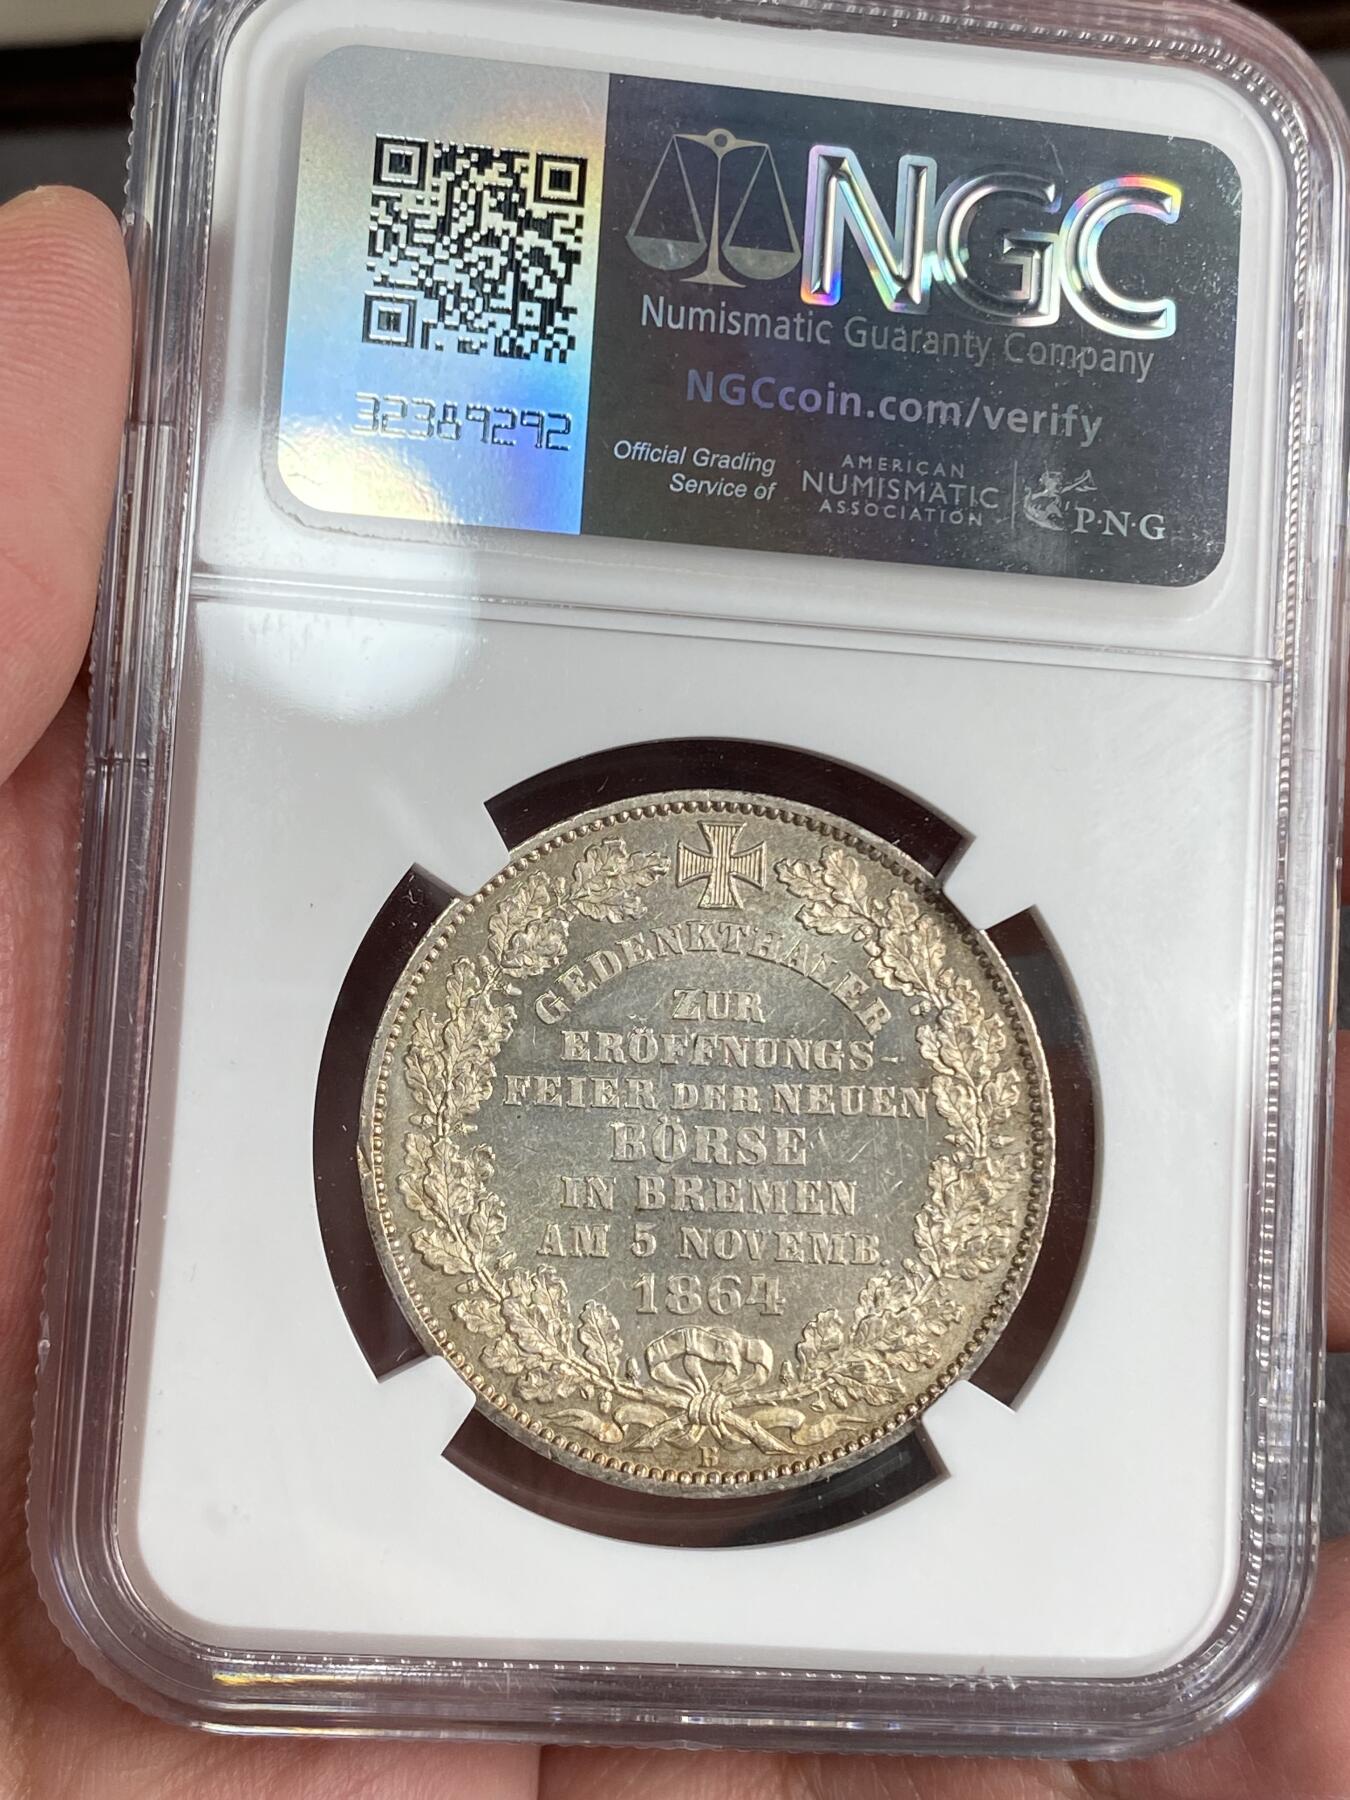 NGC
Numismatic Guaranty Company
NGCcoin.com/verify
32389292
Official Grading
Service of
AMERICAN
NUMISMATIC
ASSOCIATION
P·N·G
GEDENKTHALER
ZUR
ERÖFFNUNGS-
FEIER DER NEUEN
BÖRSE
IN BREMEN
AM 5 NOVEMB.
1864
B